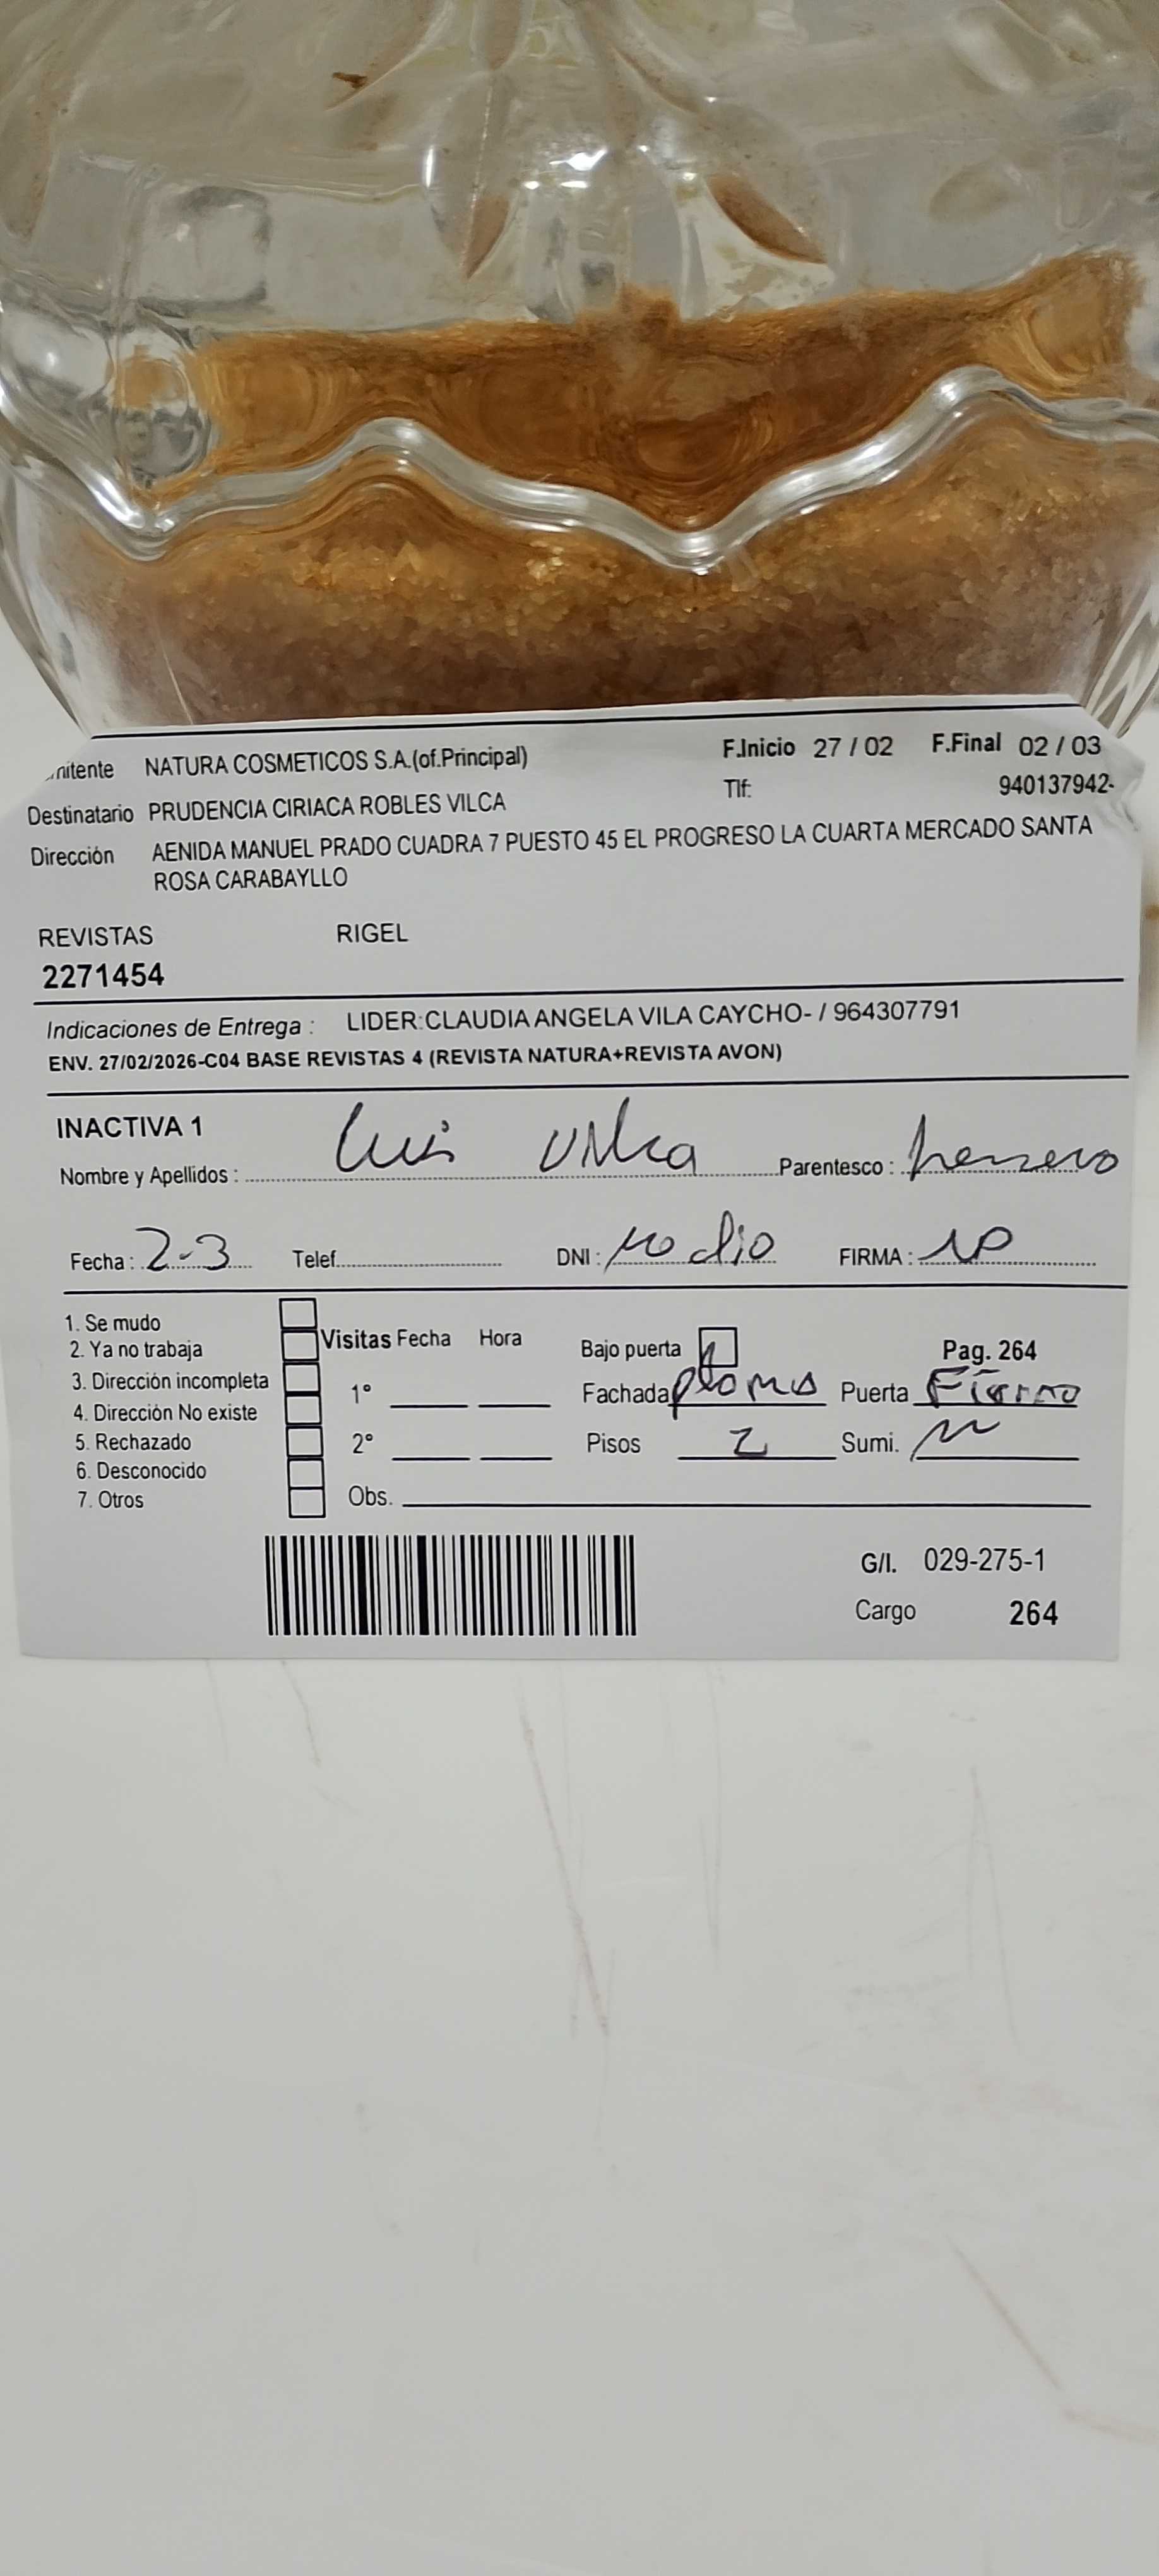 mitente NATURA COSMETICOS S.A.(of.Principal) F.Inicio 27 / 02 F.Final 02 / 03
Tlf: 940137942-
Destinatario PRUDENCIA CIRIACA ROBLES VILCA
Dirección AENIDA MANUEL PRADO CUADRA 7 PUESTO 45 EL PROGRESO LA CUARTA MERCADO SANTA
ROSA CARABAYLLO
REVISTAS RIGEL
2271454
Indicaciones de Entrega : LIDER:CLAUDIA ANGELA VILA CAYCHO- / 964307791
ENV. 27/02/2026-C04 BASE REVISTAS 4 (REVISTA NATURA+REVISTA AVON)
INACTIVA 1
Nombre y Apellidos : Luis Vilca Parentesco :
Fecha : 2-3 Telef. DNI : no dio FIRMA :
1. Se mudo
2. Ya no trabaja
3. Dirección incompleta
4. Dirección No existe
5. Rechazado
6. Desconocido
7. Otros
Visitas Fecha Hora
1°
2°
Obs.
Bajo puerta Pag. 264
Fachada plomo Puerta Fierro
Pisos 2 Sumi.
G/I. 029-275-1
Cargo 264